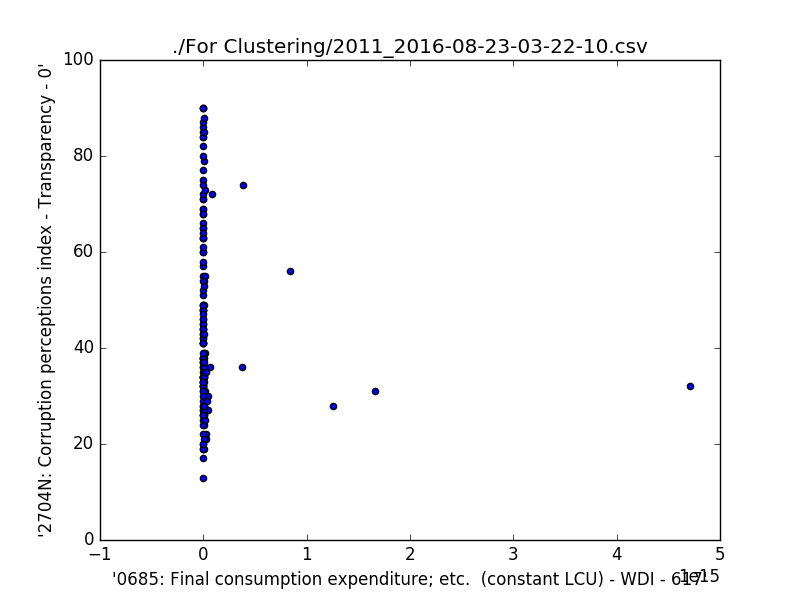 ./For Clustering/2011_2016-08-23-03-22-10.csv
100
80
60
40
20
0
'2704N: Corruption perceptions index - Transparency - 0'
−1 0 1 2 3 4 5
1e15
'0685: Final consumption expenditure; etc.  (constant LCU) - WDI - 617'